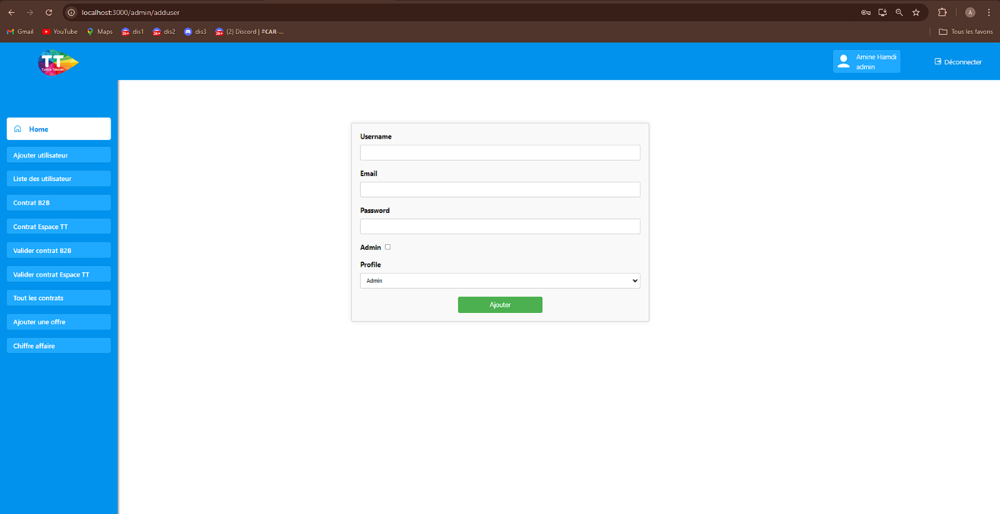 localhost:3000/admin/adduser
A
Gmail
YouTube
Maps
dis1
dis2
dis3
(2) Discord | #CAR-...
Tous les favoris
TT
Tunisie Telecom
Amine Hamdi
admin
Déconnecter
Home
Ajouter utilisateur
Liste des utilisateur
Contrat B2B
Contrat Espace TT
Valider contrat B2B
Valider contrat Espace TT
Tout les contrats
Ajouter une offre
Chiffre affaire
Username
Email
Password
Admin
Profile
Admin
Ajouter